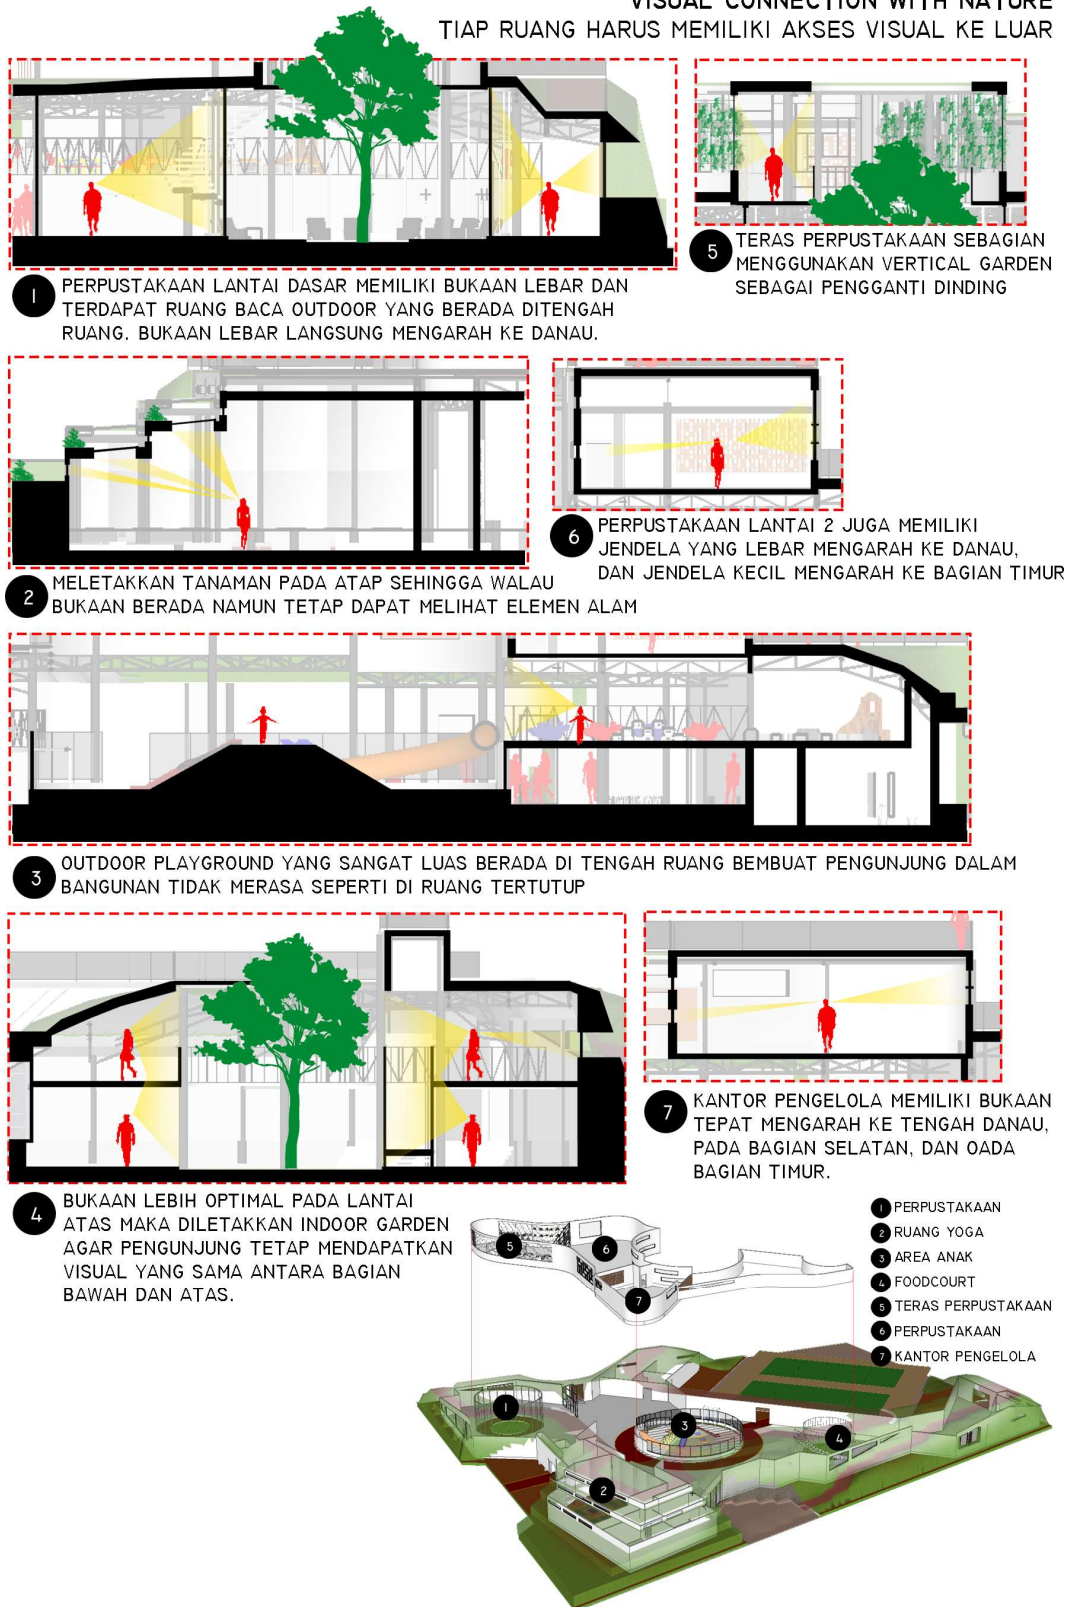 VISUAL CONNECTION WITH NATURE
TIAP RUANG HARUS MEMILIKI AKSES VISUAL KE LUAR
1 PERPUSTAKAAN LANTAI DASAR MEMILIKI BUKAAN LEBAR DAN
TERDAPAT RUANG BACA OUTDOOR YANG BERADA DITENGAH
RUANG. BUKAAN LEBAR LANGSUNG MENGARAH KE DANAU.
5 TERAS PERPUSTAKAAN SEBAGIAN
MENGGUNAKAN VERTICAL GARDEN
SEBAGAI PENGGANTI DINDING
2 MELETAKKAN TANAMAN PADA ATAP SEHINGGA WALAU
BUKAAN BERADA NAMUN TETAP DAPAT MELIHAT ELEMEN ALAM
6 PERPUSTAKAAN LANTAI 2 JUGA MEMILIKI
JENDELA YANG LEBAR MENGARAH KE DANAU,
DAN JENDELA KECIL MENGARAH KE BAGIAN TIMUR
3 OUTDOOR PLAYGROUND YANG SANGAT LUAS BERADA DI TENGAH RUANG BEMBUAT PENGUNJUNG DALAM
BANGUNAN TIDAK MERASA SEPERTI DI RUANG TERTUTUP
4 BUKAAN LEBIH OPTIMAL PADA LANTAI
ATAS MAKA DILETAKKAN INDOOR GARDEN
AGAR PENGUNJUNG TETAP MENDAPATKAN
VISUAL YANG SAMA ANTARA BAGIAN
BAWAH DAN ATAS.
7 KANTOR PENGELOLA MEMILIKI BUKAAN
TEPAT MENGARAH KE TENGAH DANAU,
PADA BAGIAN SELATAN, DAN OADA
BAGIAN TIMUR.
1 PERPUSTAKAAN
2 RUANG YOGA
3 AREA ANAK
4 FOODCOURT
5 TERAS PERPUSTAKAAN
6 PERPUSTAKAAN
7 KANTOR PENGELOLA
5
6
7
1
3
4
2